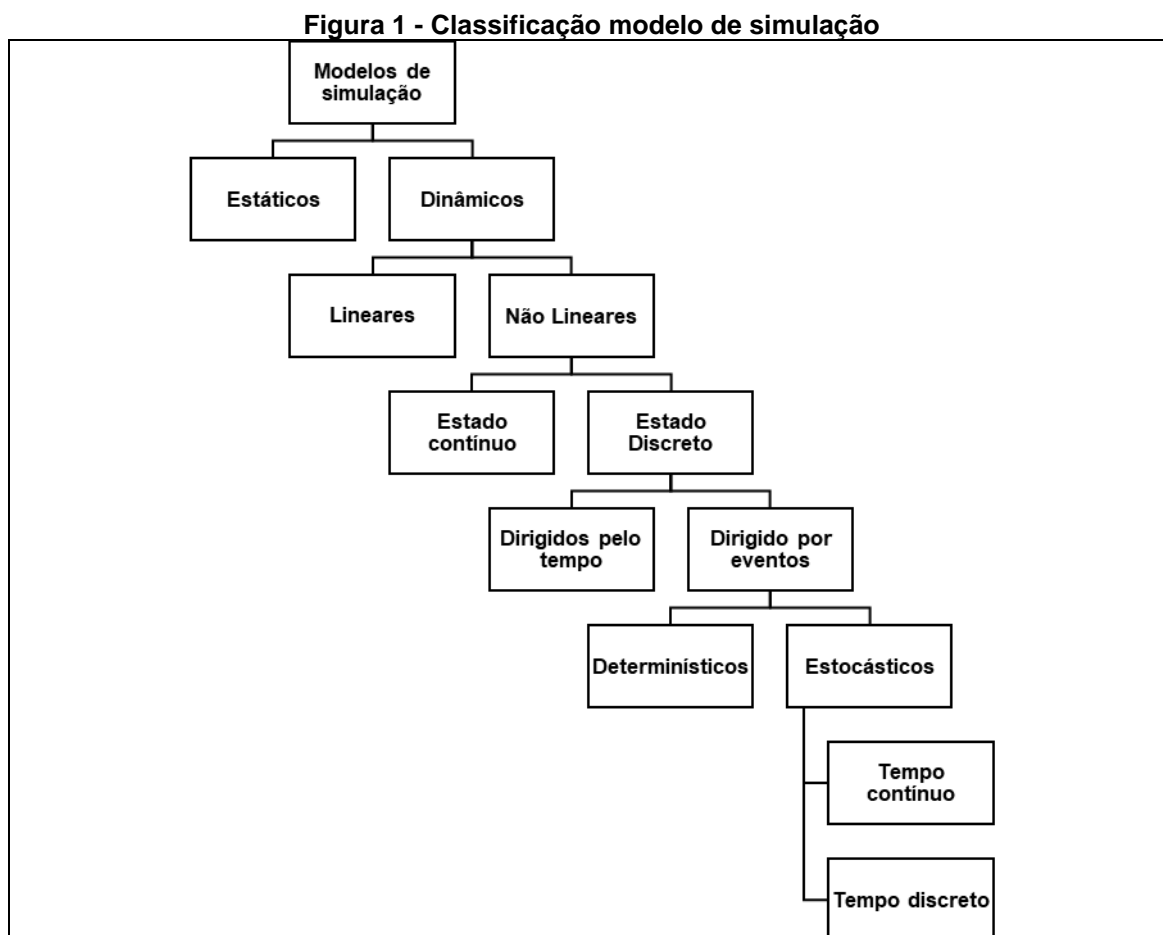 Figura 1 - Classificação modelo de simulação
Modelos de
simulação
Estáticos
Dinâmicos
Lineares
Não Lineares
Estado
contínuo
Estado
Discreto
Dirigidos pelo
tempo
Dirigido por
eventos
Determinísticos
Estocásticos
Tempo
contínuo
Tempo discreto